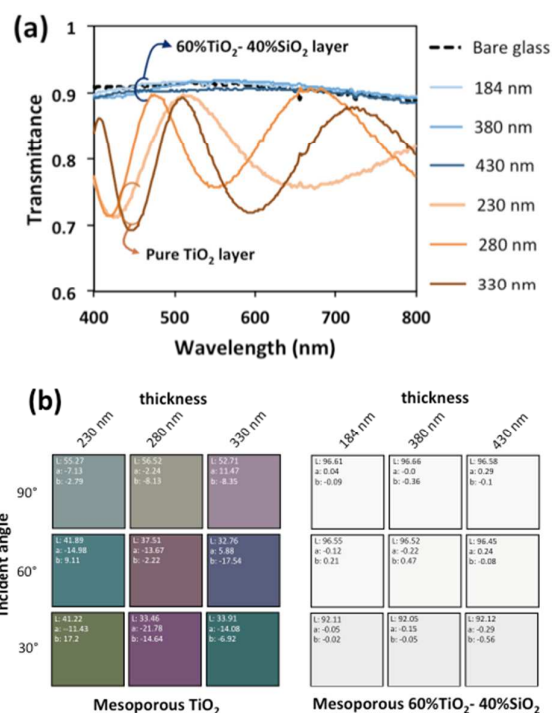 (a)
1
0.9
0.8
0.7
0.6
Transmittance
60%TiO₂- 40%SiO₂ layer
Pure TiO₂ layer
400
500
600
700
800
Wavelength (nm)
Bare glass
184 nm
380 nm
430 nm
230 nm
280 nm
330 nm
(b)
thickness
230 nm
280 nm
330 nm
thickness
184 nm
380 nm
430 nm
Incident angle
90°
L: 55.27
a: -7.13
b: -2.79
L: 56.52
a: -2.24
b: -8.13
L: 52.71
a: 11.47
b: -8.35
L: 96.61
a: 0.04
b: -0.09
L: 96.66
a: -0.0
b: -0.36
L: 96.58
a: 0.29
b: -0.1
60°
L: 41.89
a: -14.98
b: 9.11
L: 37.51
a: -13.67
b: -2.22
L: 32.76
a: 5.88
b: -17.54
L: 96.55
a: -0.12
b: 0.21
L: 96.52
a: -0.22
b: 0.47
L: 96.45
a: 0.24
b: -0.08
30°
L: 41.22
a: --11.43
b: 17.2
L: 33.46
a: -21.78
b: -14.64
L: 33.91
a: -14.08
b: -6.92
L: 92.11
a: -0.05
b: -0.02
L: 92.05
a: -0.15
b: -0.05
L: 92.12
a: -0.29
b: -0.56
Mesoporous TiO₂
Mesoporous 60%TiO₂- 40%SiO₂